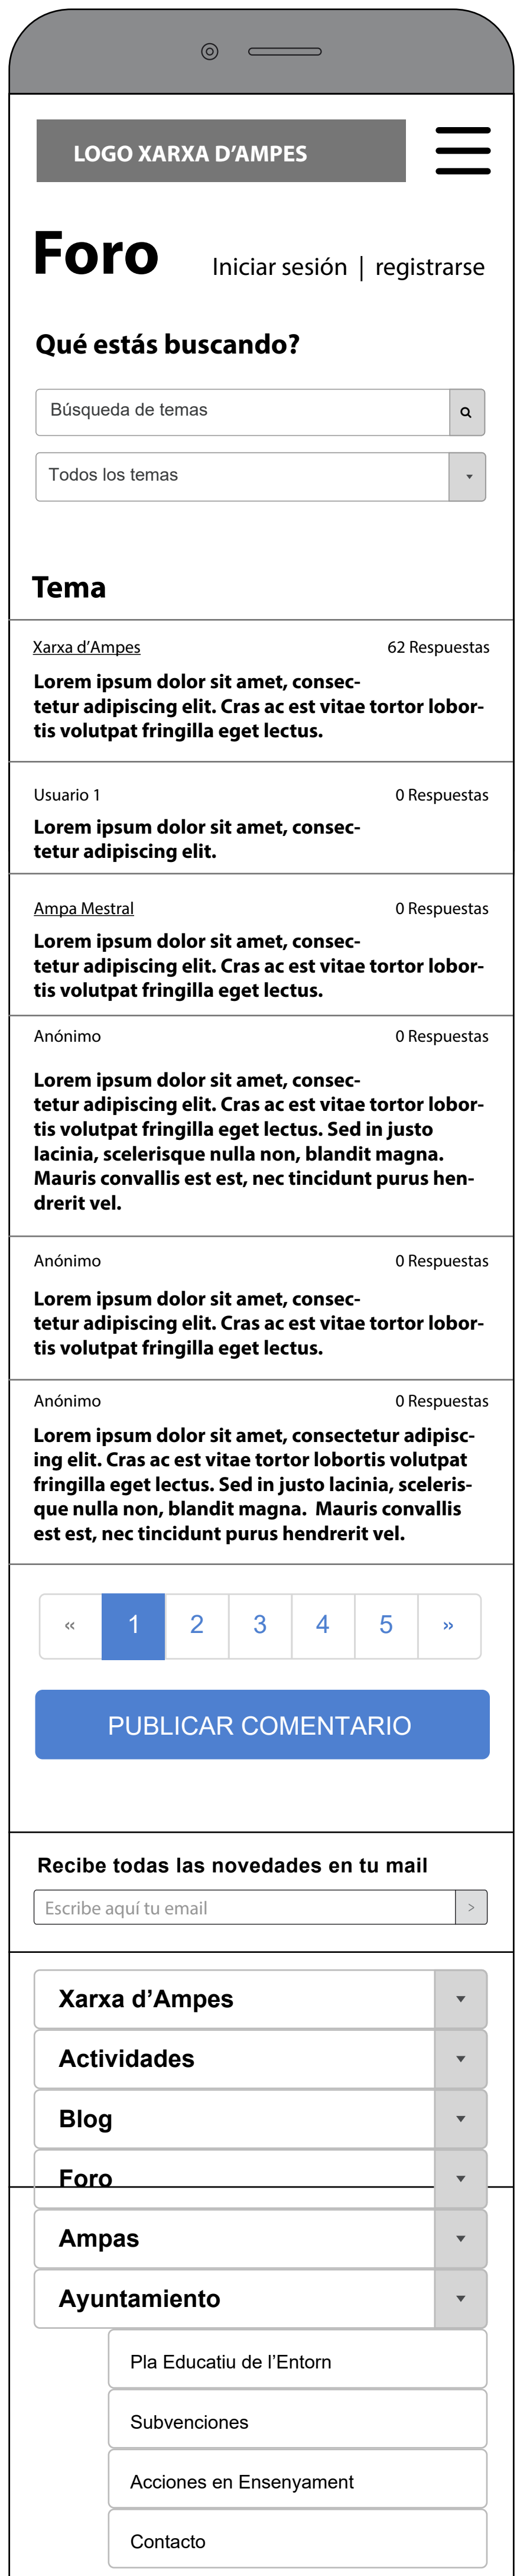 LOGO XARXA D’AMPES
Foro
Iniciar sesión | registrarse
Qué estás buscando?
Búsqueda de temas
Todos los temas
Tema
Xarxa d’Ampes 62 Respuestas
Lorem ipsum dolor sit amet, consec-
tetur adipiscing elit. Cras ac est vitae tortor lobor-
tis volutpat fringilla eget lectus.
Usuario 1 0 Respuestas
Lorem ipsum dolor sit amet, consec-
tetur adipiscing elit.
Ampa Mestral 0 Respuestas
Lorem ipsum dolor sit amet, consec-
tetur adipiscing elit. Cras ac est vitae tortor lobor-
tis volutpat fringilla eget lectus.
Anónimo 0 Respuestas
Lorem ipsum dolor sit amet, consec-
tetur adipiscing elit. Cras ac est vitae tortor lobor-
tis volutpat fringilla eget lectus. Sed in justo
lacinia, scelerisque nulla non, blandit magna.
Mauris convallis est est, nec tincidunt purus hen-
drerit vel.
Anónimo 0 Respuestas
Lorem ipsum dolor sit amet, consec-
tetur adipiscing elit. Cras ac est vitae tortor lobor-
tis volutpat fringilla eget lectus.
Anónimo 0 Respuestas
Lorem ipsum dolor sit amet, consectetur adipisc-
ing elit. Cras ac est vitae tortor lobortis volutpat
fringilla eget lectus. Sed in justo lacinia, sceleris-
que nulla non, blandit magna.  Mauris convallis
est est, nec tincidunt purus hendrerit vel.
« 1 2 3 4 5 »
PUBLICAR COMENTARIO
Recibe todas las novedades en tu mail
Escribe aquí tu email >
Xarxa d’Ampes
Actividades
Blog
Foro
Ampas
Ayuntamiento
Pla Educatiu de l’Entorn
Subvenciones
Acciones en Ensenyament
Contacto